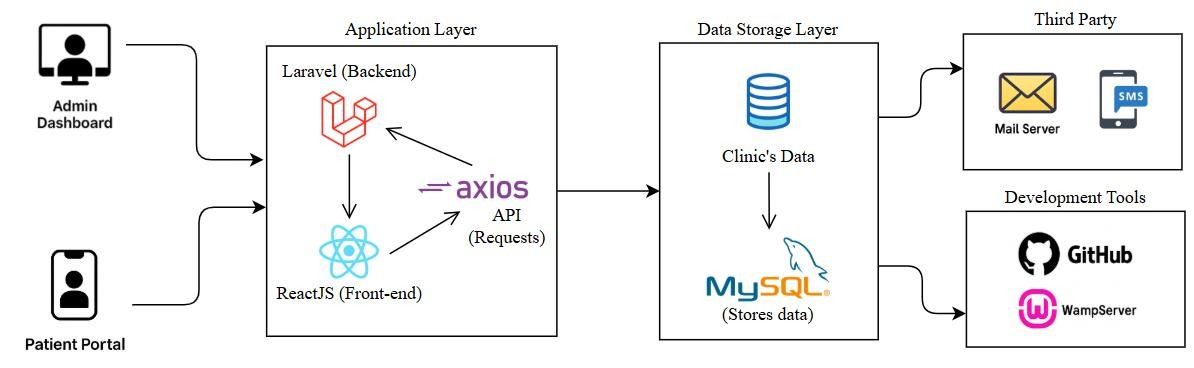 Admin
Dashboard
Patient Portal
Application Layer
Laravel (Backend)
axios
API
(Requests)
ReactJS (Front-end)
Data Storage Layer
Clinic's Data
MySQL®
(Stores data)
Third Party
Mail Server
SMS
Development Tools
GitHub
WampServer